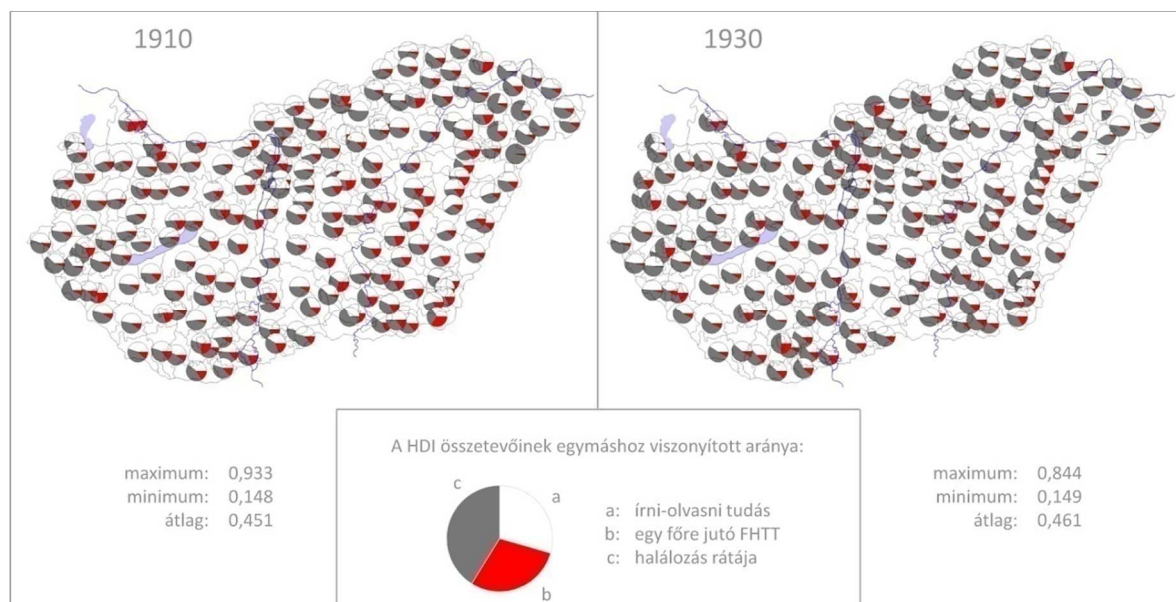 1910
1930
A HDI összetevőinek egymáshoz viszonyított aránya:
maximum: 0,933
minimum: 0,148
átlag: 0,451
c
a
b
a: írni-olvasni tudás
b: egy főre jutó FHTT
c: halálozás rátája
maximum: 0,844
minimum: 0,149
átlag: 0,461